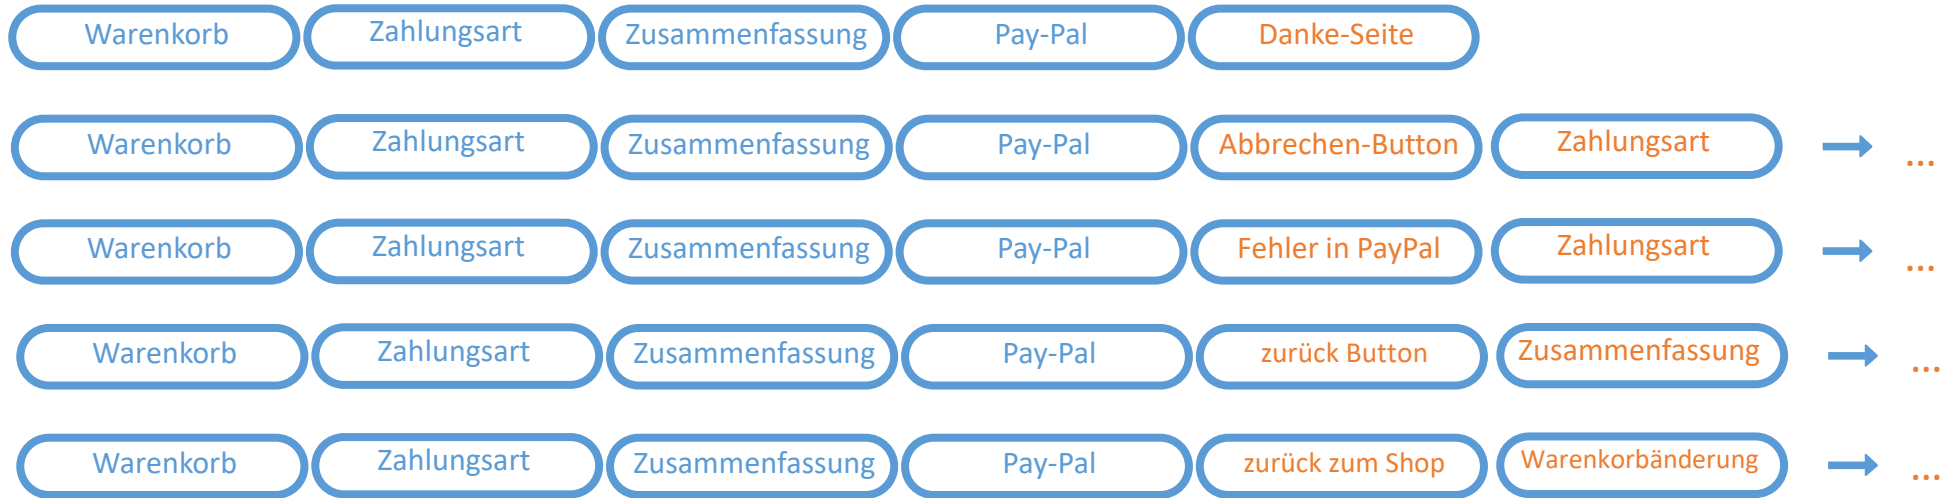 Warenkorb Zahlungsart Zusammenfassung Pay-Pal Danke-Seite
Warenkorb Zahlungsart Zusammenfassung Pay-Pal Abbrechen-Button Zahlungsart ...
Warenkorb Zahlungsart Zusammenfassung Pay-Pal Fehler in PayPal Zahlungsart ...
Warenkorb Zahlungsart Zusammenfassung Pay-Pal zurück Button Zusammenfassung ...
Warenkorb Zahlungsart Zusammenfassung Pay-Pal zurück zum Shop Warenkorbänderung ...